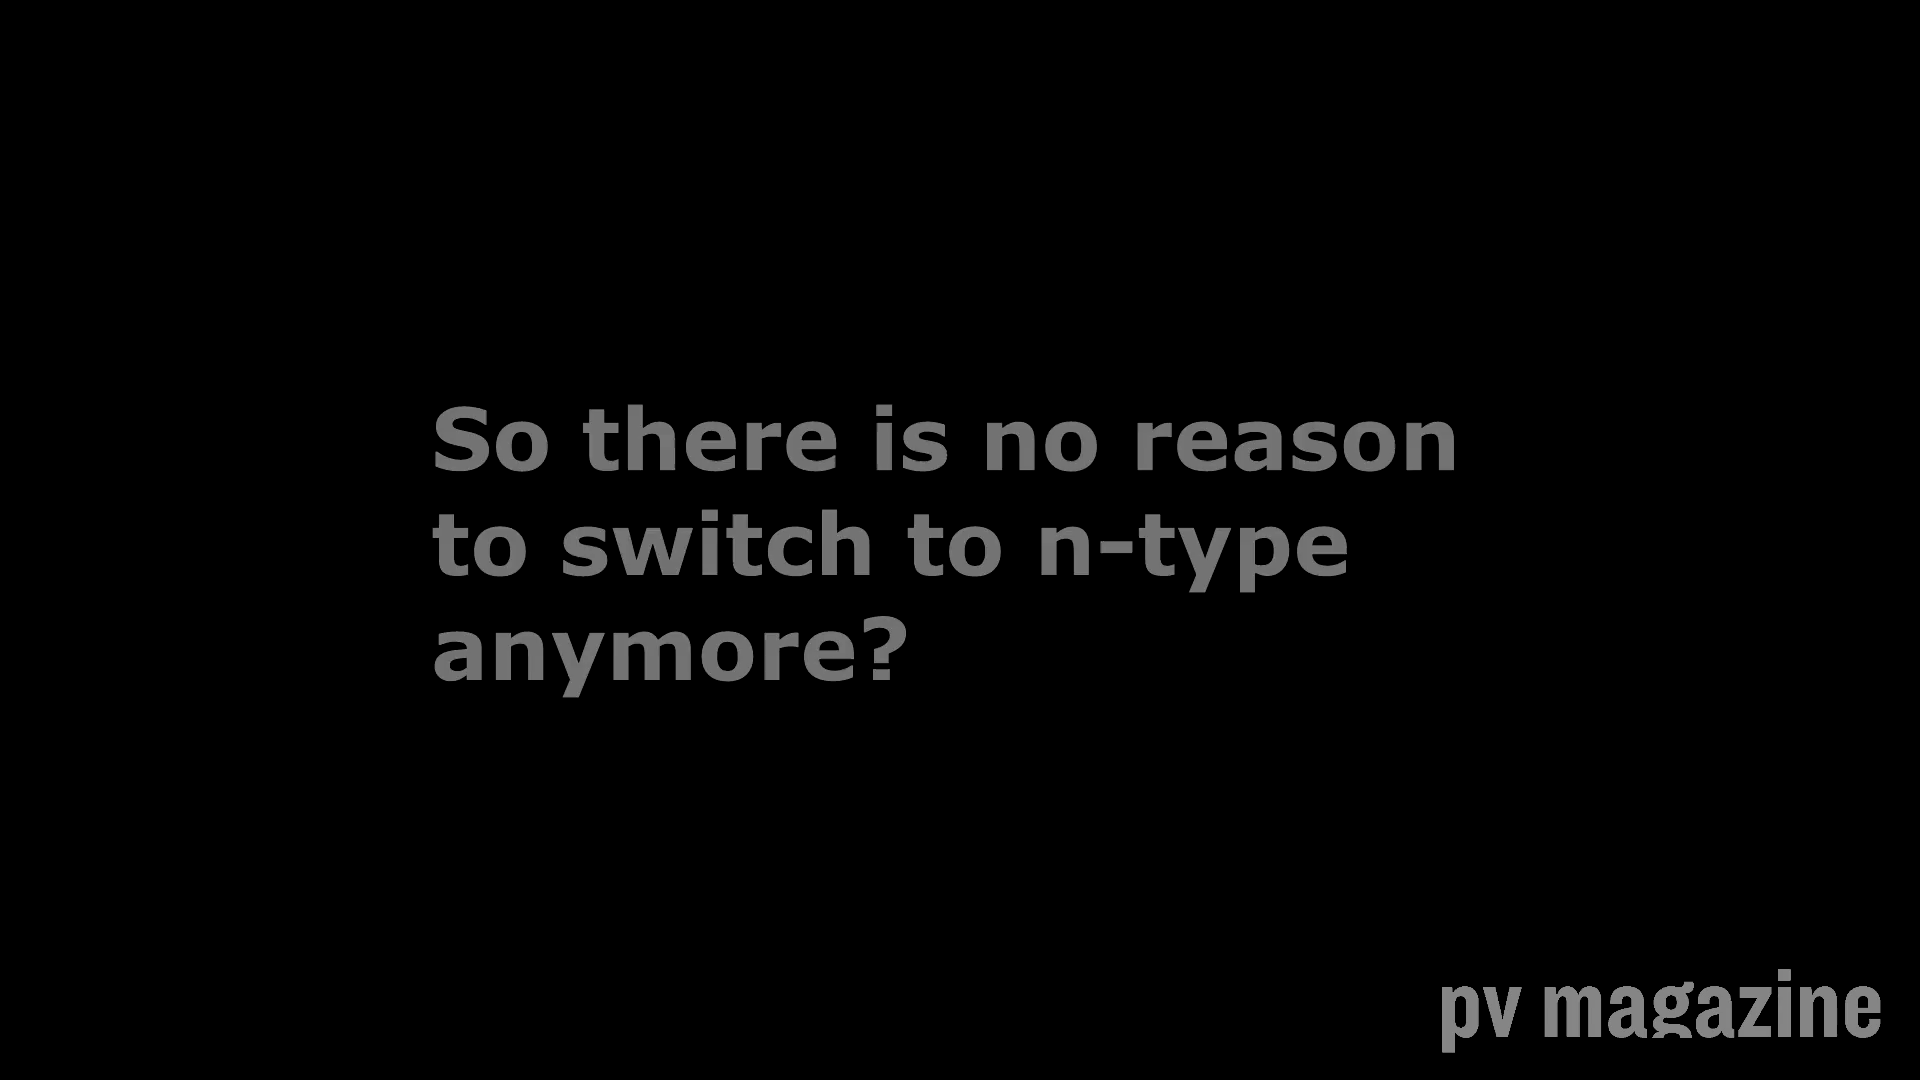 So there is no reason
to switch to n-type
anymore?
pv magazine